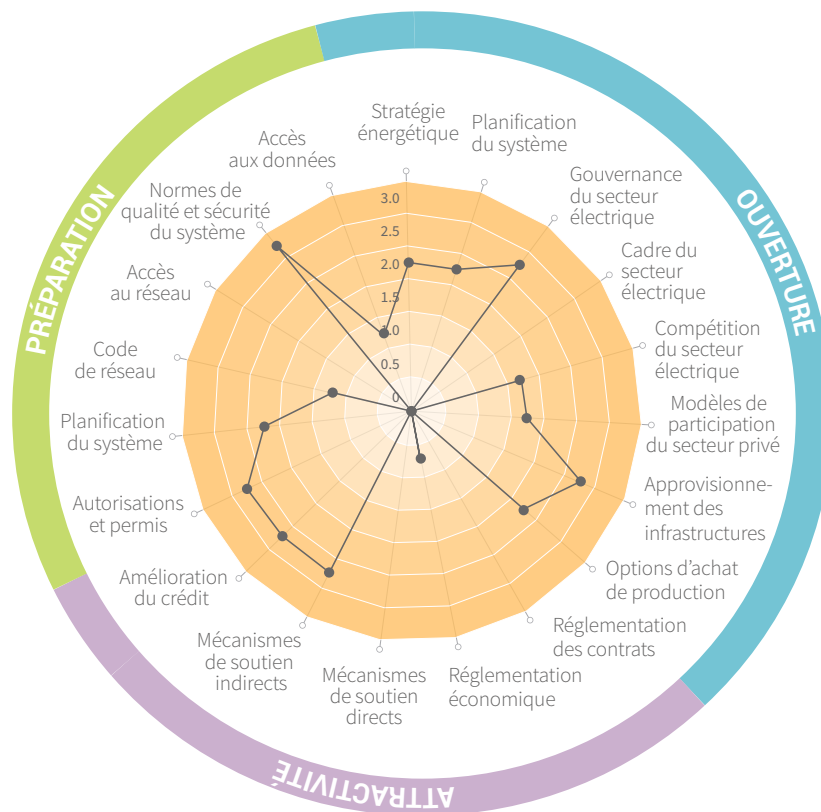 PRÉPARATION
OUVERTURE
ATTRACTIVITÉ
Stratégie
énergétique
Planification
du système
Gouvernance
du secteur
électrique
Cadre du
secteur
électrique
Compétition
du secteur
électrique
Modèles de
participation
du secteur privé
Approvisionne-
ment des
infrastructures
Options d'achat
de production
Réglementation
des contrats
Réglementation
économique
Mécanismes
de soutien
directs
Mécanismes
de soutien
indirects
Amélioration
du crédit
Autorisations
et permis
Planification
du système
Code
de réseau
Accès
au réseau
Normes de
qualité et sécurité
du système
Accès
aux données
3.0
2.5
2.0
1.5
1.0
0.5
0